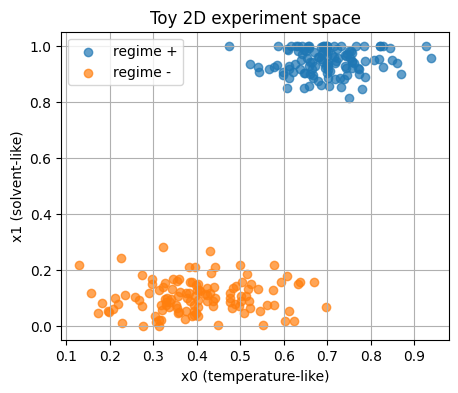 Toy 2D experiment space
regime +
regime -
x1 (solvent-like)
1.0
0.8
0.6
0.4
0.2
0.0
0.1 0.2 0.3 0.4 0.5 0.6 0.7 0.8 0.9
x0 (temperature-like)